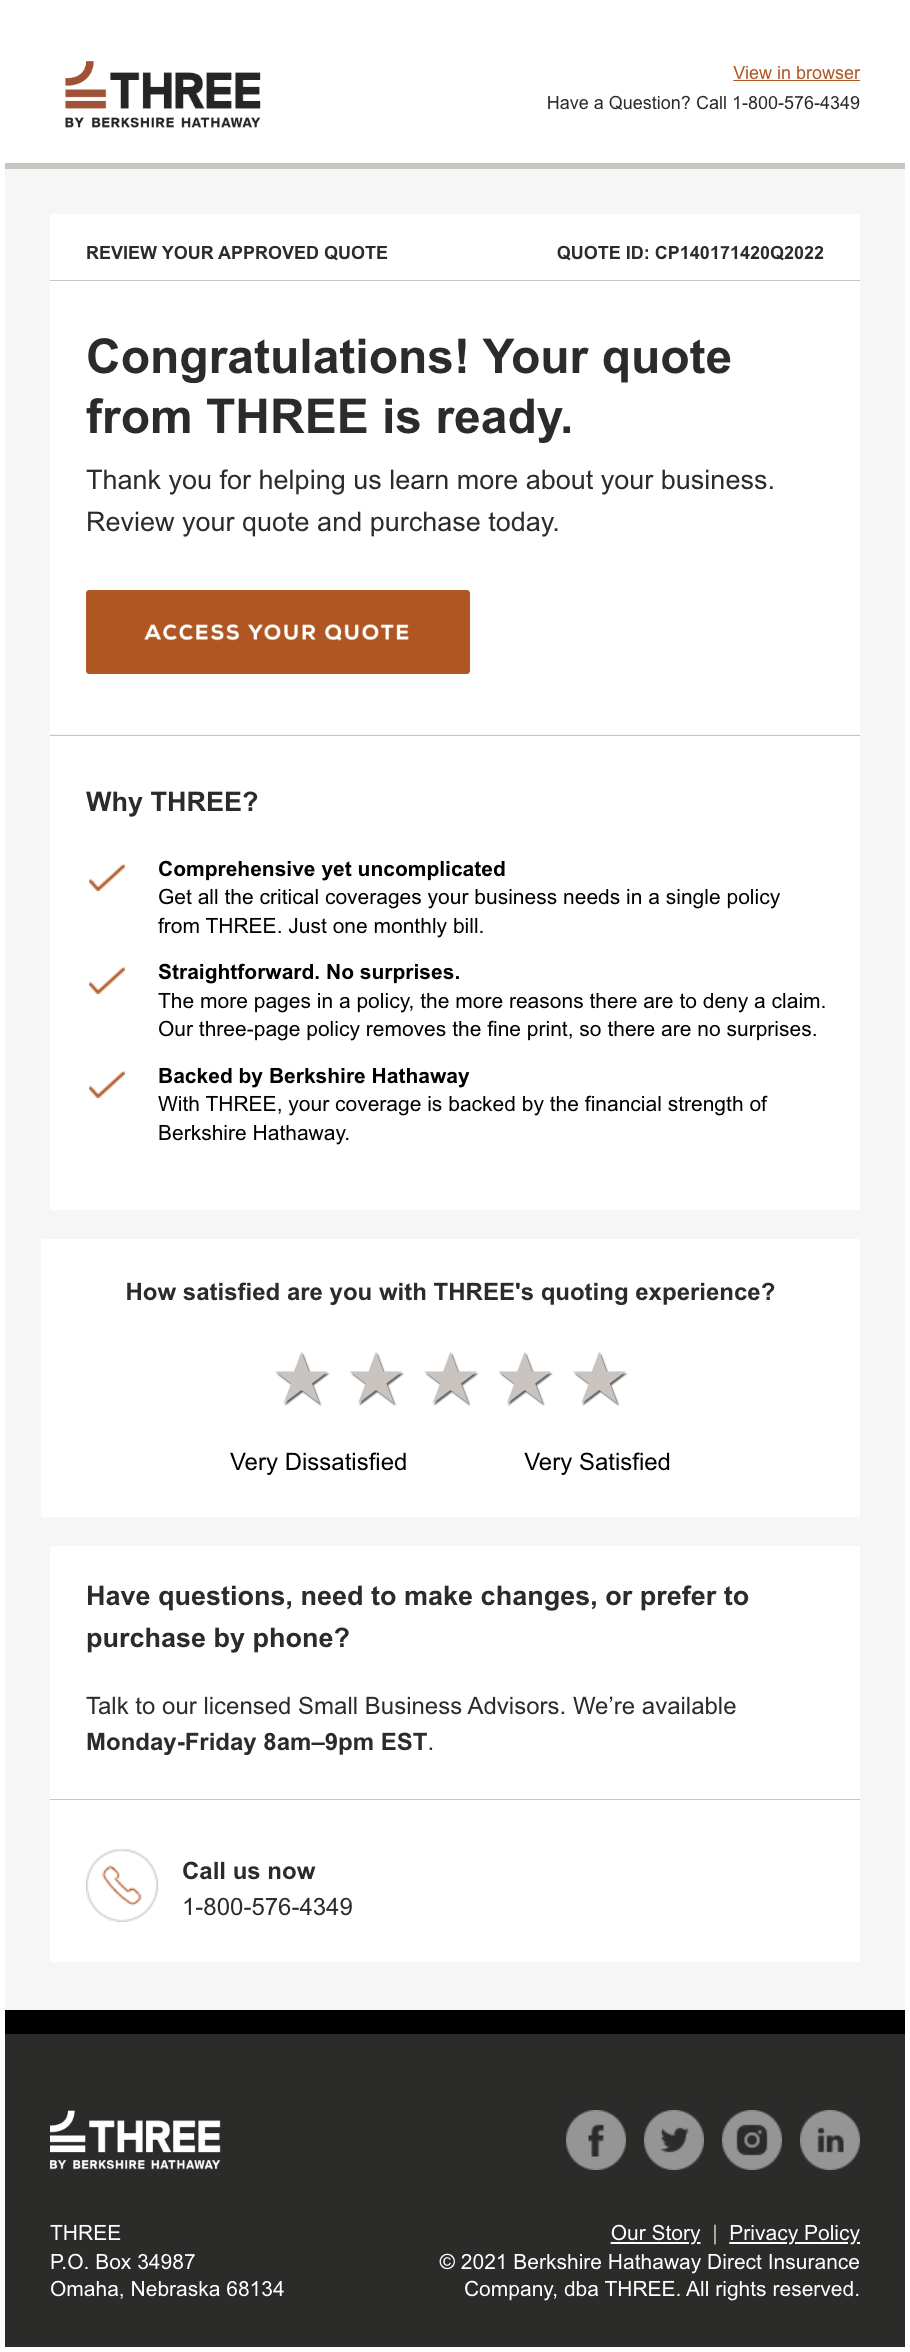 THREE
BY BERKSHIRE HATHAWAY
View in browser
Have a Question? Call 1-800-576-4349
REVIEW YOUR APPROVED QUOTE
QUOTE ID: CP140171420Q2022
Congratulations! Your quote
from THREE is ready.
Thank you for helping us learn more about your business.
Review your quote and purchase today.
ACCESS YOUR QUOTE
Why THREE?
Comprehensive yet uncomplicated
Get all the critical coverages your business needs in a single policy
from THREE. Just one monthly bill.
Straightforward. No surprises.
The more pages in a policy, the more reasons there are to deny a claim.
Our three-page policy removes the fine print, so there are no surprises.
Backed by Berkshire Hathaway
With THREE, your coverage is backed by the financial strength of
Berkshire Hathaway.
How satisfied are you with THREE's quoting experience?
Very Dissatisfied
Very Satisfied
Have questions, need to make changes, or prefer to
purchase by phone?
Talk to our licensed Small Business Advisors. We’re available
Monday-Friday 8am–9pm EST.
Call us now
1-800-576-4349
THREE
BY BERKSHIRE HATHAWAY
THREE
P.O. Box 34987
Omaha, Nebraska 68134
Our Story | Privacy Policy
© 2021 Berkshire Hathaway Direct Insurance
Company, dba THREE. All rights reserved.